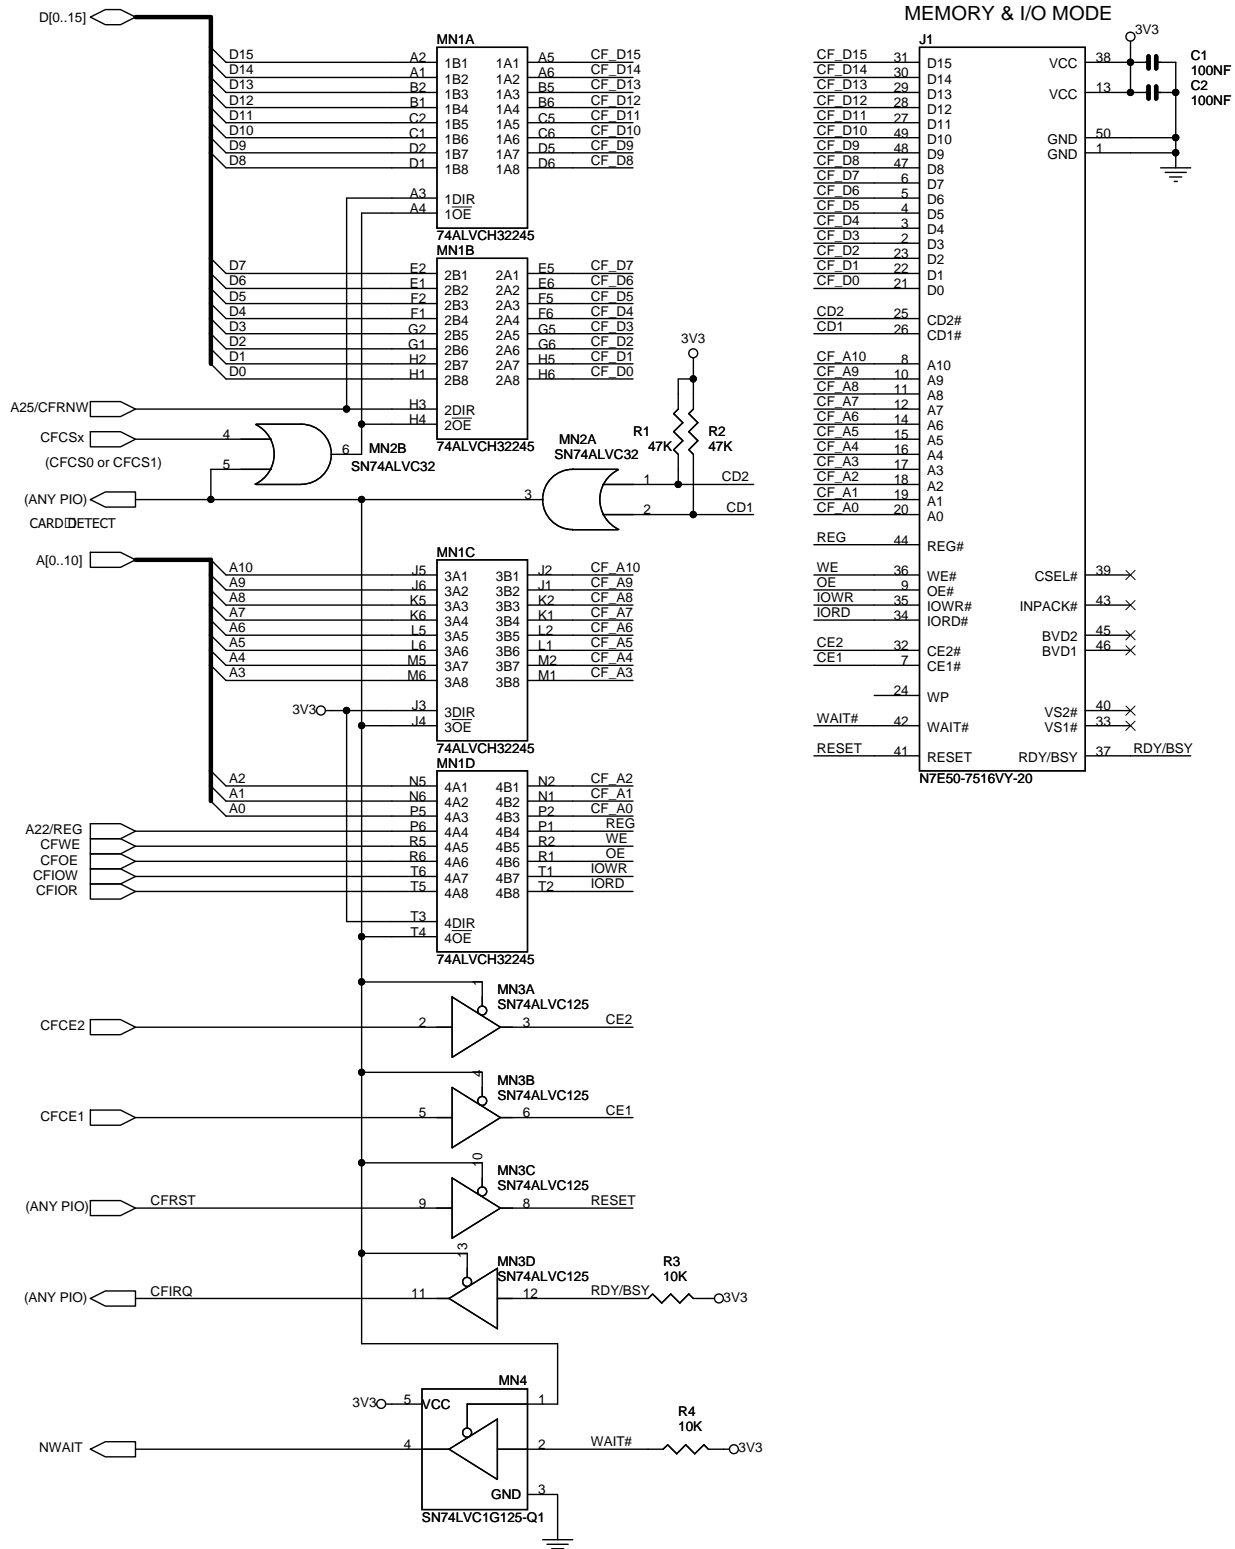 MEMORY & I/O MODE
D[0..15]
MN1A
D15 A2 1B1 1A1 A5 CF_D15
D14 A1 1B2 1A2 A6 CF_D14
D13 B2 1B3 1A3 B5 CF_D13
D12 B1 1B4 1A4 B6 CF_D12
D11 C2 1B5 1A5 C5 CF_D11
D10 C1 1B6 1A6 C6 CF_D10
D9 D2 1B7 1A7 D5 CF_D9
D8 D1 1B8 1A8 D6 CF_D8
A3 1DIR
A4 1OE
74ALVCH32245
MN1B
D7 E2 2B1 2A1 E5 CF_D7
D6 E1 2B2 2A2 E6 CF_D6
D5 F2 2B3 2A3 F5 CF_D5
D4 F1 2B4 2A4 F6 CF_D4
D3 G2 2B5 2A5 G5 CF_D3
D2 G1 2B6 2A6 G6 CF_D2
D1 H2 2B7 2A7 H5 CF_D1
D0 H1 2B8 2A8 H6 CF_D0
A25/CFRNW H3 2DIR
H4 2OE
74ALVCH32245
CFCSx 4
(CFCS0 or CFCS1) 5
6
MN2B
SN74ALVC32
3V3
R1
47K
R2
47K
MN2A
SN74ALVC32
3
1 CD2
2 CD1
(ANY PIO)
CARD DETECT
A[0..10]
MN1C
A10 J5 3A1 3B1 J2 CF_A10
A9 J6 3A2 3B2 J1 CF_A9
A8 K5 3A3 3B3 K2 CF_A8
A7 K6 3A4 3B4 K1 CF_A7
A6 L5 3A5 3B5 L2 CF_A6
A5 L6 3A6 3B6 L1 CF_A5
A4 M5 3A7 3B7 M2 CF_A4
A3 M6 3A8 3B8 M1 CF_A3
3V3 J3 3DIR
J4 3OE
74ALVCH32245
MN1D
A2 N5 4A1 4B1 N2 CF_A2
A1 N6 4A2 4B2 N1 CF_A1
A0 P5 4A3 4B3 P2 CF_A0
A22/REG P6 4A4 4B4 P1 REG
CFWE R5 4A5 4B5 R2 WE
CFOE R6 4A6 4B6 R1 OE
CFIOW T6 4A7 4B7 T1 IOWR
CFIOR T5 4A8 4B8 T2 IORD
T3 4DIR
T4 4OE
74ALVCH32245
1
MN3A
SN74ALVC125
CFCE2 2 3 CE2
4
MN3B
SN74ALVC125
CFCE1 5 6 CE1
10
MN3C
SN74ALVC125
(ANY PIO) CFRST 9 8 RESET
13
MN3D
SN74ALVC125
R3
10K
(ANY PIO) CFIRQ 11 12 RDY/BSY 3V3
MN4
3V3 5 VCC 1
R4
10K
NWAIT 4 2 WAIT# 3V3
GND 3
SN74LVC1G125-Q1
J1
3V3
C1
100NF
C2
100NF
CF_D15 31 D15 VCC 38
CF_D14 30 D14
CF_D13 29 D13 VCC 13
CF_D12 28 D12
CF_D11 27 D11
CF_D10 49 D10 GND 50
CF_D9 48 D9 GND 1
CF_D8 47 D8
CF_D7 6 D7
CF_D6 5 D6
CF_D5 4 D5
CF_D4 3 D4
CF_D3 2 D3
CF_D2 23 D2
CF_D1 22 D1
CF_D0 21 D0
CD2 25 CD2#
CD1 26 CD1#
CF_A10 8 A10
CF_A9 10 A9
CF_A8 11 A8
CF_A7 12 A7
CF_A6 14 A6
CF_A5 15 A5
CF_A4 16 A4
CF_A3 17 A3
CF_A2 18 A2
CF_A1 19 A1
CF_A0 20 A0
REG 44 REG#
WE 36 WE# CSEL# 39
OE 9 OE#
IOWR 35 IOWR# INPACK# 43
IORD 34 IORD#
BVD2 45
CE2 32 CE2# BVD1 46
CE1 7 CE1#
24 WP
VS2# 40
WAIT# 42 WAIT# VS1# 33
RESET 41 RESET RDY/BSY 37 RDY/BSY
N7E50-7516VY-20